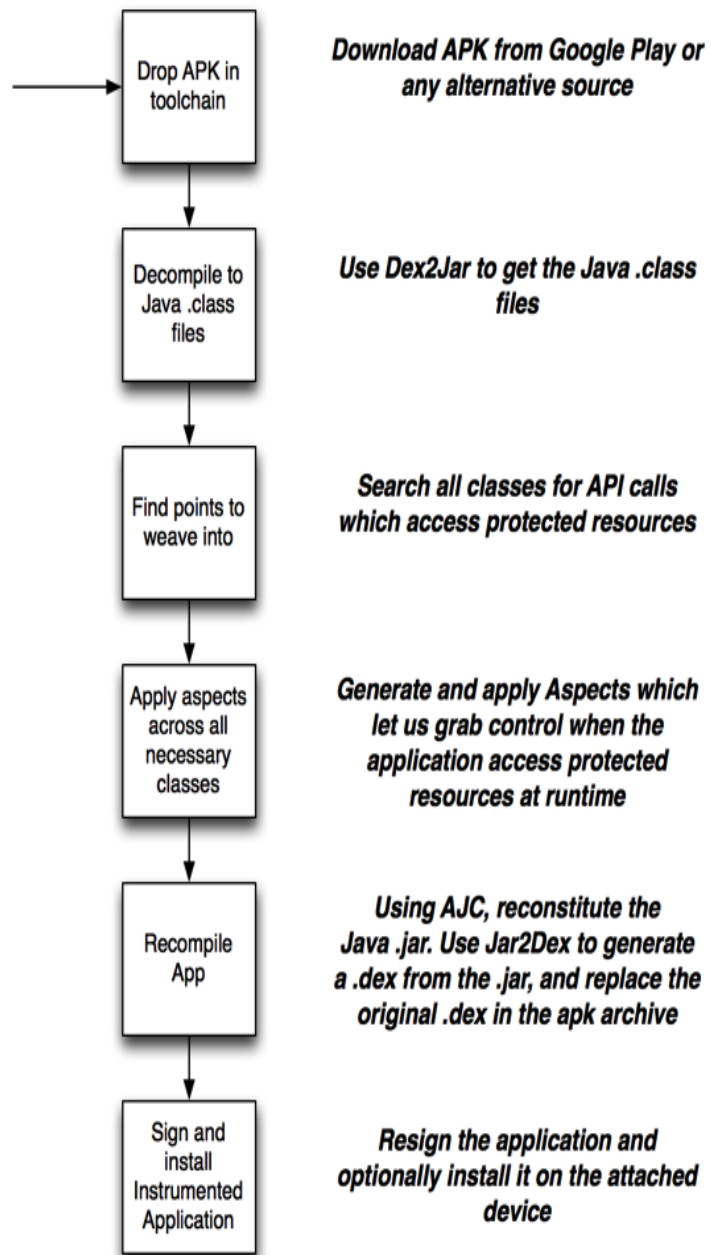 Drop APK in
toolchain
Download APK from Google Play or
any alternative source
Decompile to
Java .class
files
Use Dex2Jar to get the Java .class
files
Find points to
weave into
Search all classes for API calls
which access protected resources
Apply aspects
across all
necessary
classes
Generate and apply Aspects which
let us grab control when the
application access protected
resources at runtime
Recompile
App
Using AJC, reconstitute the
Java .jar. Use Jar2Dex to generate
a .dex from the .jar, and replace the
original .dex in the apk archive
Sign and
install
Instrumented
Application
Resign the application and
optionally install it on the attached
device